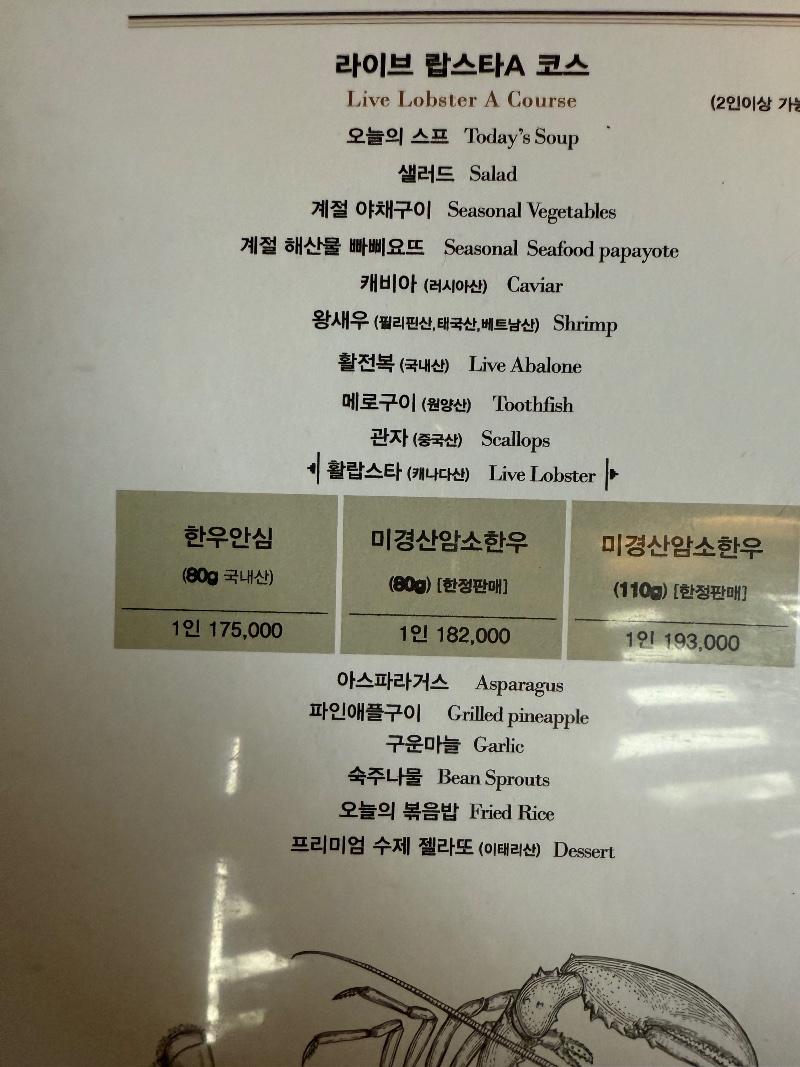 라이브 랍스타A 코스
Live Lobster A Course
(2인이상
오늘의 스프 Today's Soup
샐러드 Salad
계절 야채구이 Seasonal Vegetables
계절 해산물 빠삐요뜨 Seasonal Seafood papayote
캐비아 (러시아산) Caviar
왕새우 (필리핀산,태국산,베트남산) Shrimp
활전복 (국내산) Live Abalone
메로구이 (원양산) Toothfish
관자 (중국산) Scallops
활랍스타 (캐나다산) Live Lobster
한우안심
(80g 국내산)
1인 175,000
미경산암소한우
(80g) [한정판매]
1인 182,000
미경산암소한우
(110g) [한정판매]
1인 193,000
아스파라거스 Asparagus
파인애플구이 Grilled pineapple
구운마늘 Garlic
숙주나물 Bean Sprouts
오늘의 볶음밥 Fried Rice
프리미엄 수제 젤라또 (이태리산) Dessert